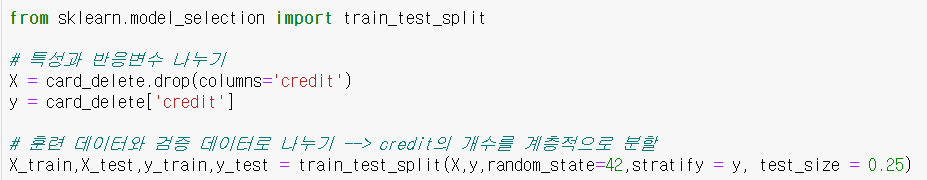 from sklearn.model_selection import train_test_split
# 특성과 반응변수 나누기
X = card_delete.drop(columns='credit')
y = card_delete['credit']
# 훈련 데이터와 검증 데이터로 나누기 --> credit의 개수를 계층적으로 분할
X_train,X_test,y_train,y_test = train_test_split(X,y,random_state=42,stratify = y, test_size = 0.25)